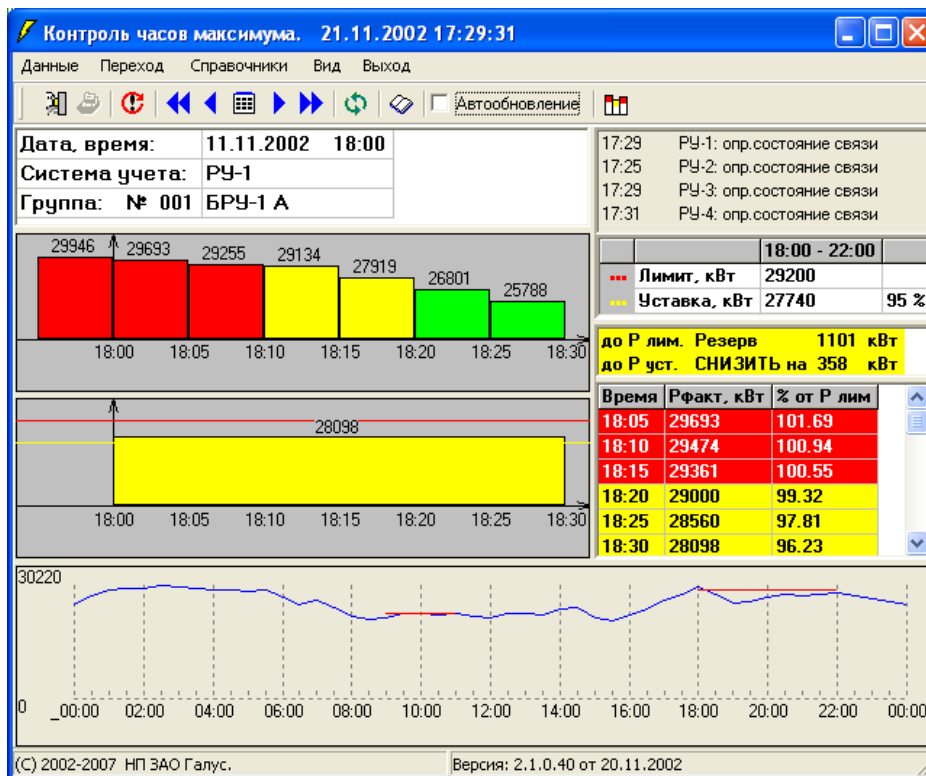 Контроль часов максимума. 21.11.2002 17:29:31
Данные Переход Справочники Вид Выход
Автообновление
Дата, время: 11.11.2002 18:00
Система учета: РУ-1
Группа: № 001 БРУ-1 А
17:29 РУ-1: опр.состояние связи
17:25 РУ-2: опр.состояние связи
17:29 РУ-3: опр.состояние связи
17:31 РУ-4: опр.состояние связи
29946 29693 29255 29134 27919 26801 25788
18:00 18:05 18:10 18:15 18:20 18:25 18:30
18:00 - 22:00
Лимит, кВт 29200
Уставка, кВт 27740 95 %
до Р лим. Резерв 1101 кВт
до Р уст. СНИЗИТЬ на 358 кВт
28098
18:00 18:05 18:10 18:15 18:20 18:25 18:30
Время Рфакт, кВт % от Р лим
18:05 29693 101.69
18:10 29474 100.94
18:15 29361 100.55
18:20 29000 99.32
18:25 28560 97.81
18:30 28098 96.23
30220
0
_00:00 02:00 04:00 06:00 08:00 10:00 12:00 14:00 16:00 18:00 20:00 22:00 00:00
(C) 2002-2007 НП ЗАО Галус. Версия: 2.1.0.40 от 20.11.2002